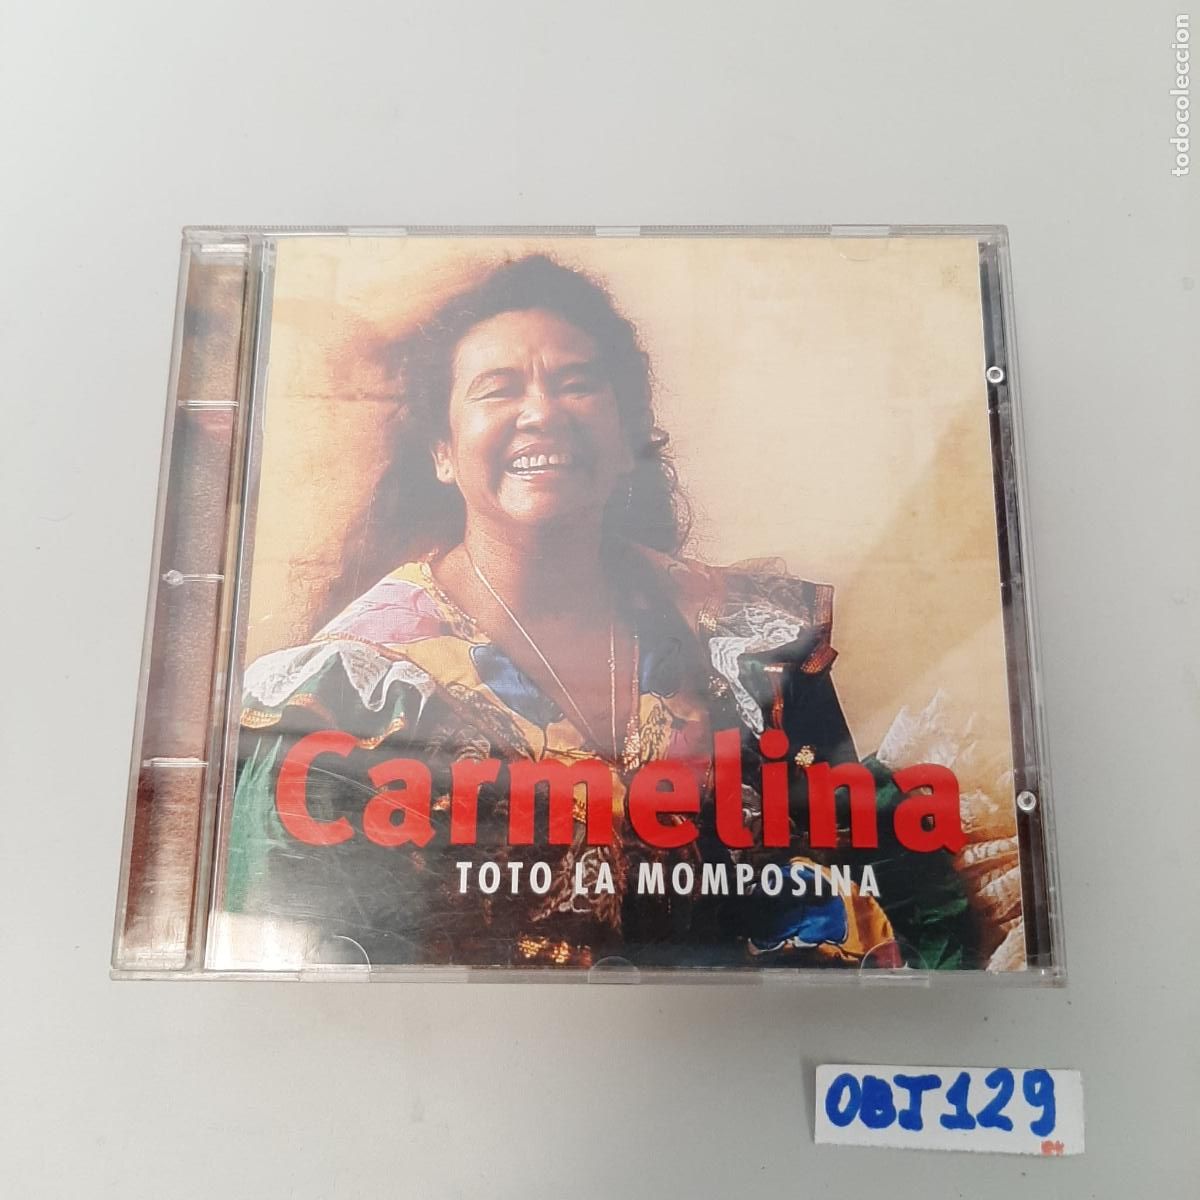 todocoleccion
Carmelina
TOTO LA MOMPOSINA
OBJ129